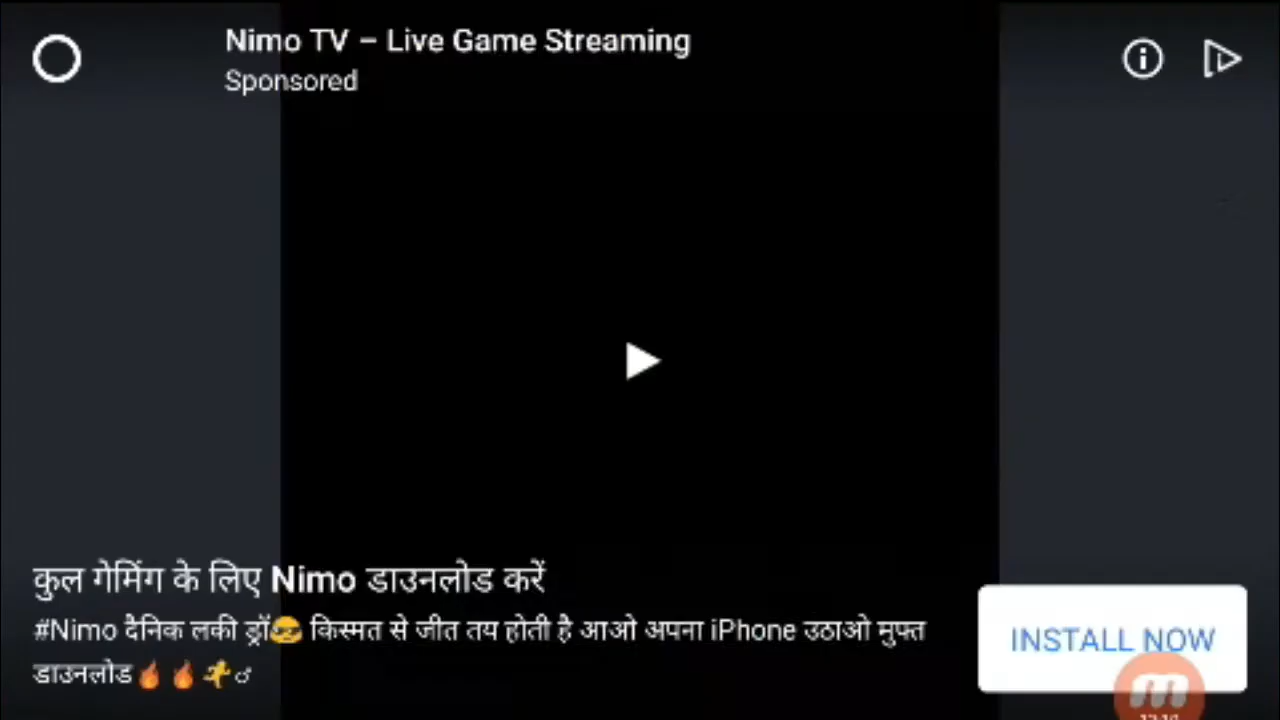 Nimo TV – Live Game Streaming
Sponsored
कुल गेमिंग के लिए Nimo डाउनलोड करें
#Nimo दैनिक लकी ड्रॉ😎 किस्मत से जीत तय होती है आओ अपना iPhone उठाओ मुफ्त
डाउनलोड🔥🔥🏃♂
INSTALL NOW